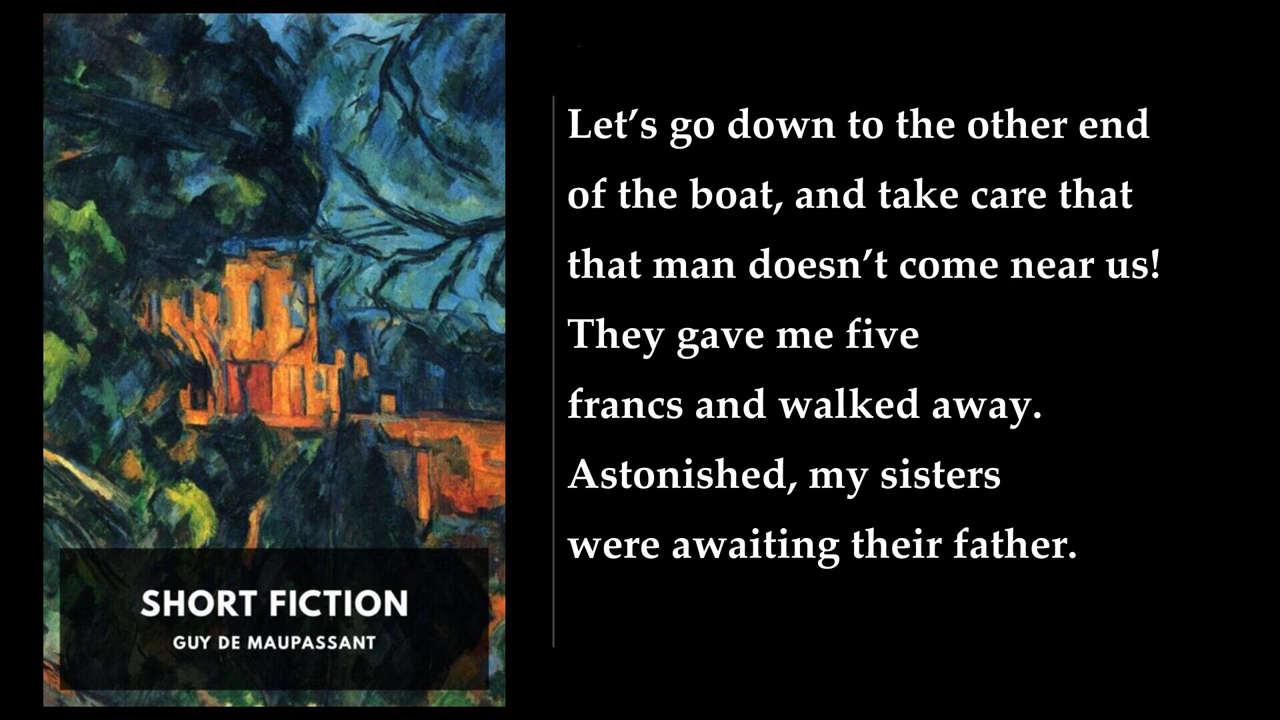 SHORT FICTION
GUY DE MAUPASSANT
Let’s go down to the other end
of the boat, and take care that
that man doesn’t come near us!
They gave me five
francs and walked away.
Astonished, my sisters
were awaiting their father.